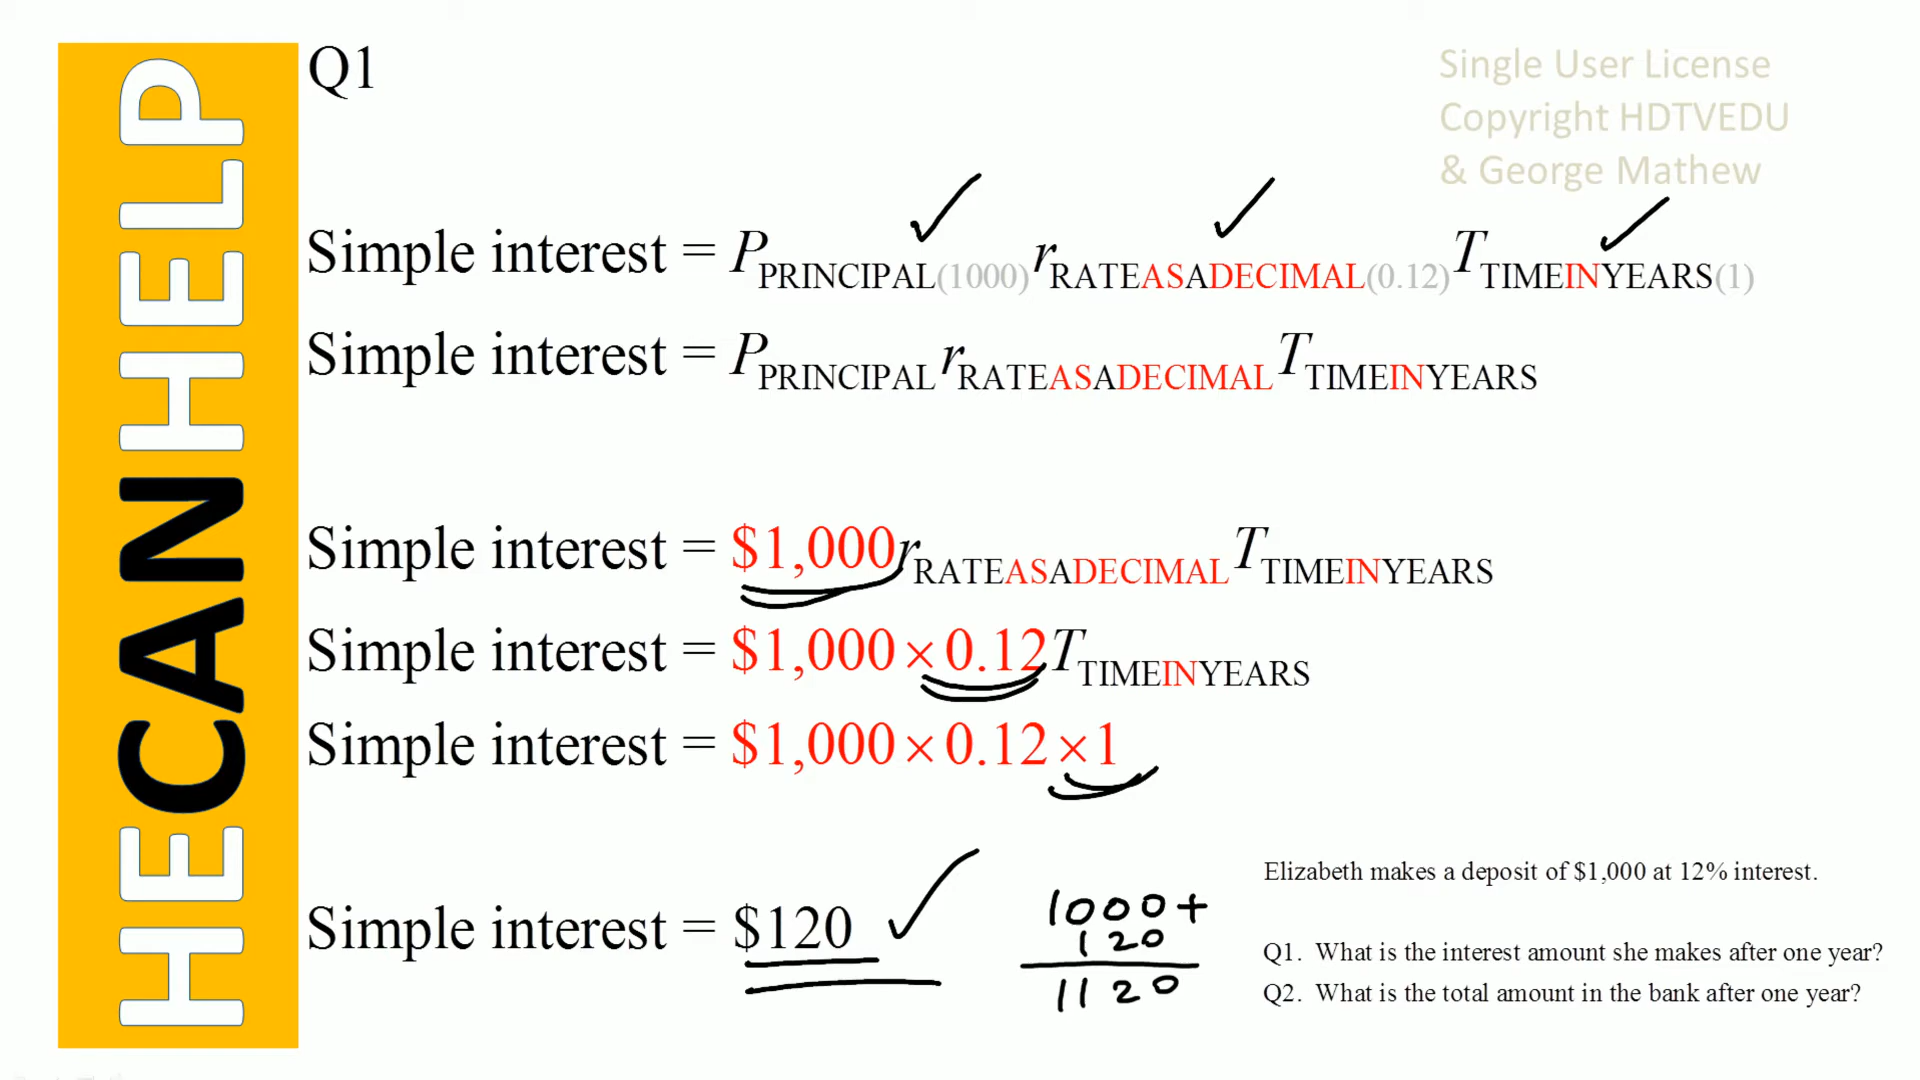 HECANHELP
Q1
Single User License
Copyright HDTVEDU
& George Mathew
Simple interest = P PRINCIPAL(1000) r RATEASADECIMAL(0.12) T TIMEINYEARS(1)
Simple interest = P PRINCIPAL r RATEASADECIMAL T TIMEINYEARS
Simple interest = $1,000 r RATEASADECIMAL T TIMEINYEARS
Simple interest = $1,000 × 0.12 T TIMEINYEARS
Simple interest = $1,000 × 0.12 × 1
Simple interest = $120
1000+
120
1120
Elizabeth makes a deposit of $1,000 at 12% interest.
Q1. What is the interest amount she makes after one year?
Q2. What is the total amount in the bank after one year?